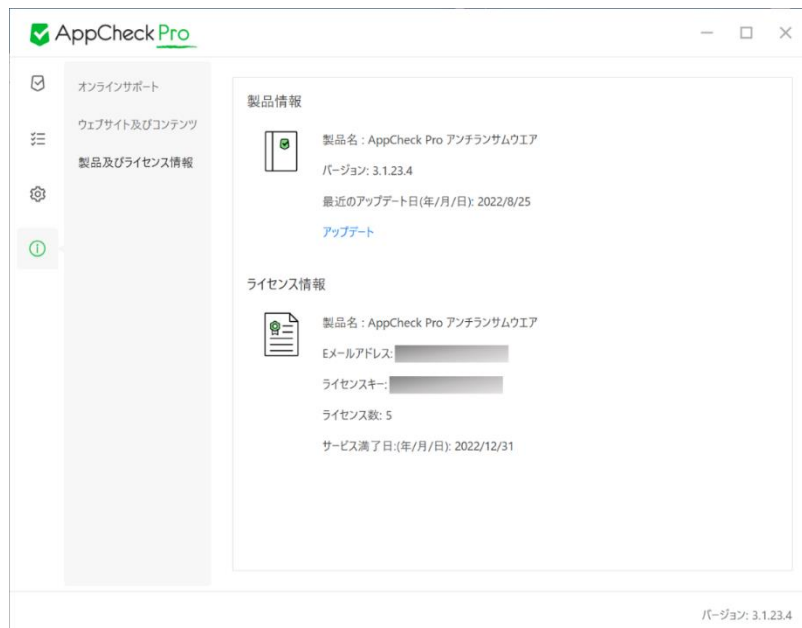 AppCheck Pro
オンラインサポート
ウェブサイト及びコンテンツ
製品及びライセンス情報
製品情報
製品名 : AppCheck Pro アンチランサムウエア
バージョン: 3.1.23.4
最近のアップデート日(年/月/日): 2022/8/25
アップデート
ライセンス情報
製品名 : AppCheck Pro アンチランサムウエア
Eメールアドレス:
ライセンスキー:
ライセンス数: 5
サービス満了日:(年/月/日): 2022/12/31
バージョン: 3.1.23.4